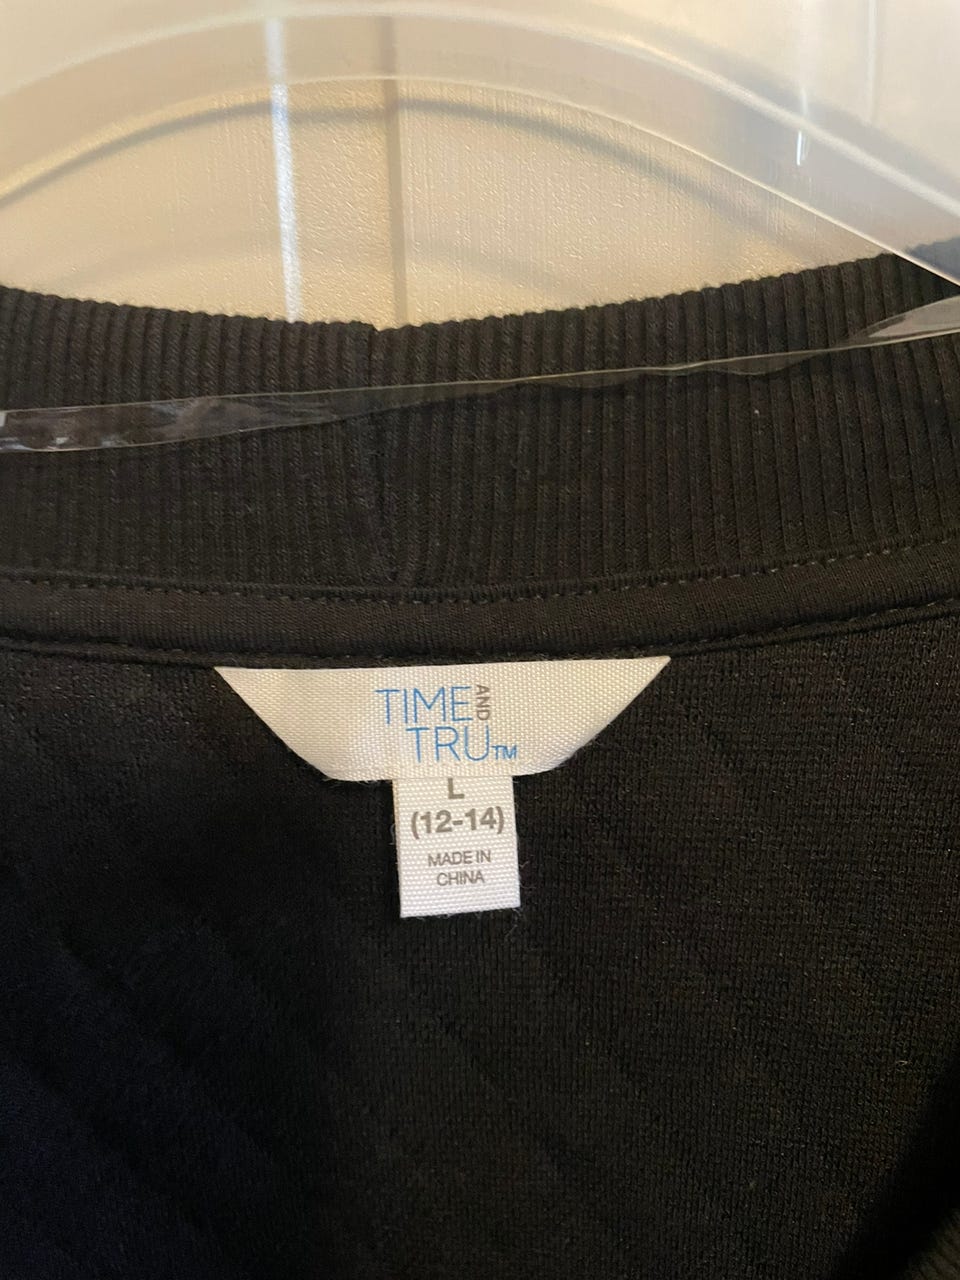 TIME AND
TRU™
L
(12-14)
MADE IN
CHINA